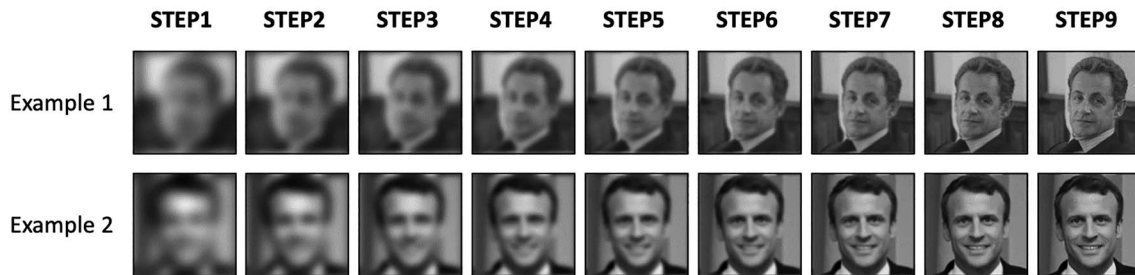 STEP1 STEP2 STEP3 STEP4 STEP5 STEP6 STEP7 STEP8 STEP9
Example 1
Example 2